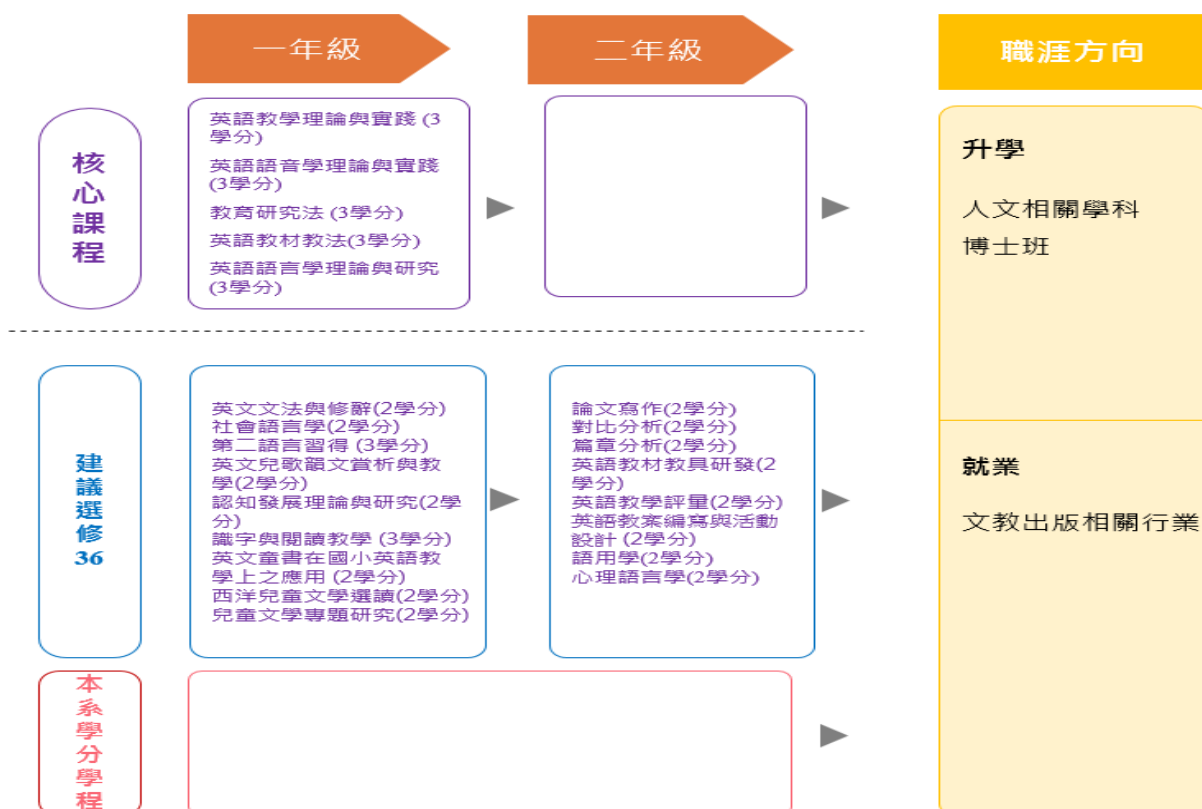 一年級
二年級
職涯方向
核心課程
英語教學理論與實踐 (3
學分)
英語語音學理論與實踐
(3學分)
教育研究法 (3學分)
英語教材教法(3學分)
英語語言學理論與研究
(3學分)
升學
人文相關學科
博士班
建議選修
36
英文文法與修辭(2學分)
社會語言學(2學分)
第二語言習得 (3學分)
英文兒歌韻文賞析與教
學(2學分)
認知發展理論與研究(2學
分)
識字與閱讀教學 (3學分)
英文童書在國小英語教
學上之應用 (2學分)
西洋兒童文學選讀(2學分)
兒童文學專題研究(2學分)
論文寫作(2學分)
對比分析(2學分)
篇章分析(2學分)
英語教材教具研發(2
學分)
英語教學評量(2學分)
英語教案編寫與活動
設計 (2學分)
語用學(2學分)
心理語言學(2學分)
就業
文教出版相關行業
本系學分學程